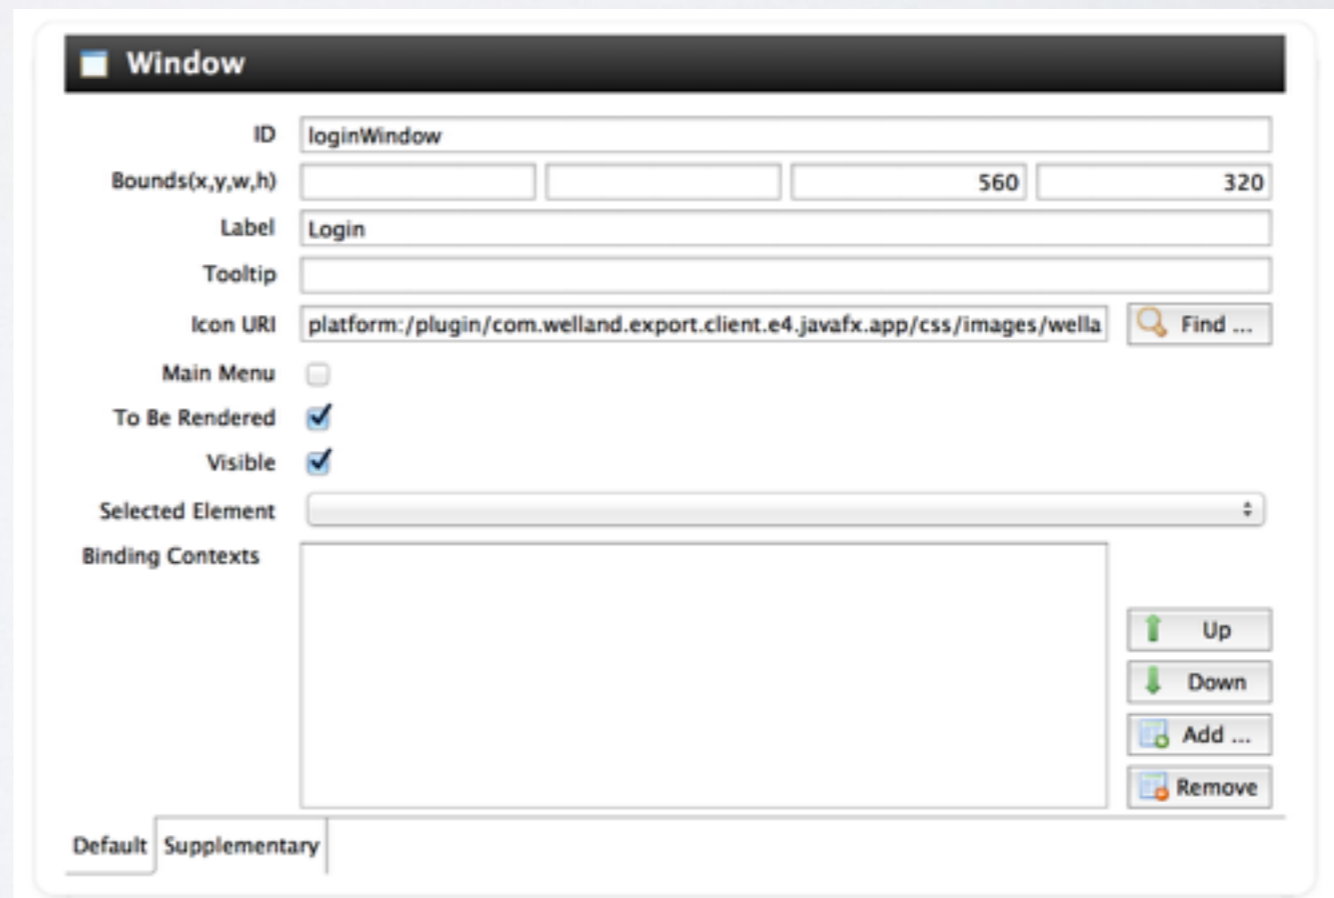 Window
ID loginWindow
Bounds(x,y,w,h) 560 320
Label Login
Tooltip
Icon URI platform:/plugin/com.welland.export.client.e4.javafx.app/css/images/wella Find ...
Main Menu
To Be Rendered
Visible
Selected Element
Binding Contexts
Up
Down
Add ...
Remove
Default Supplementary